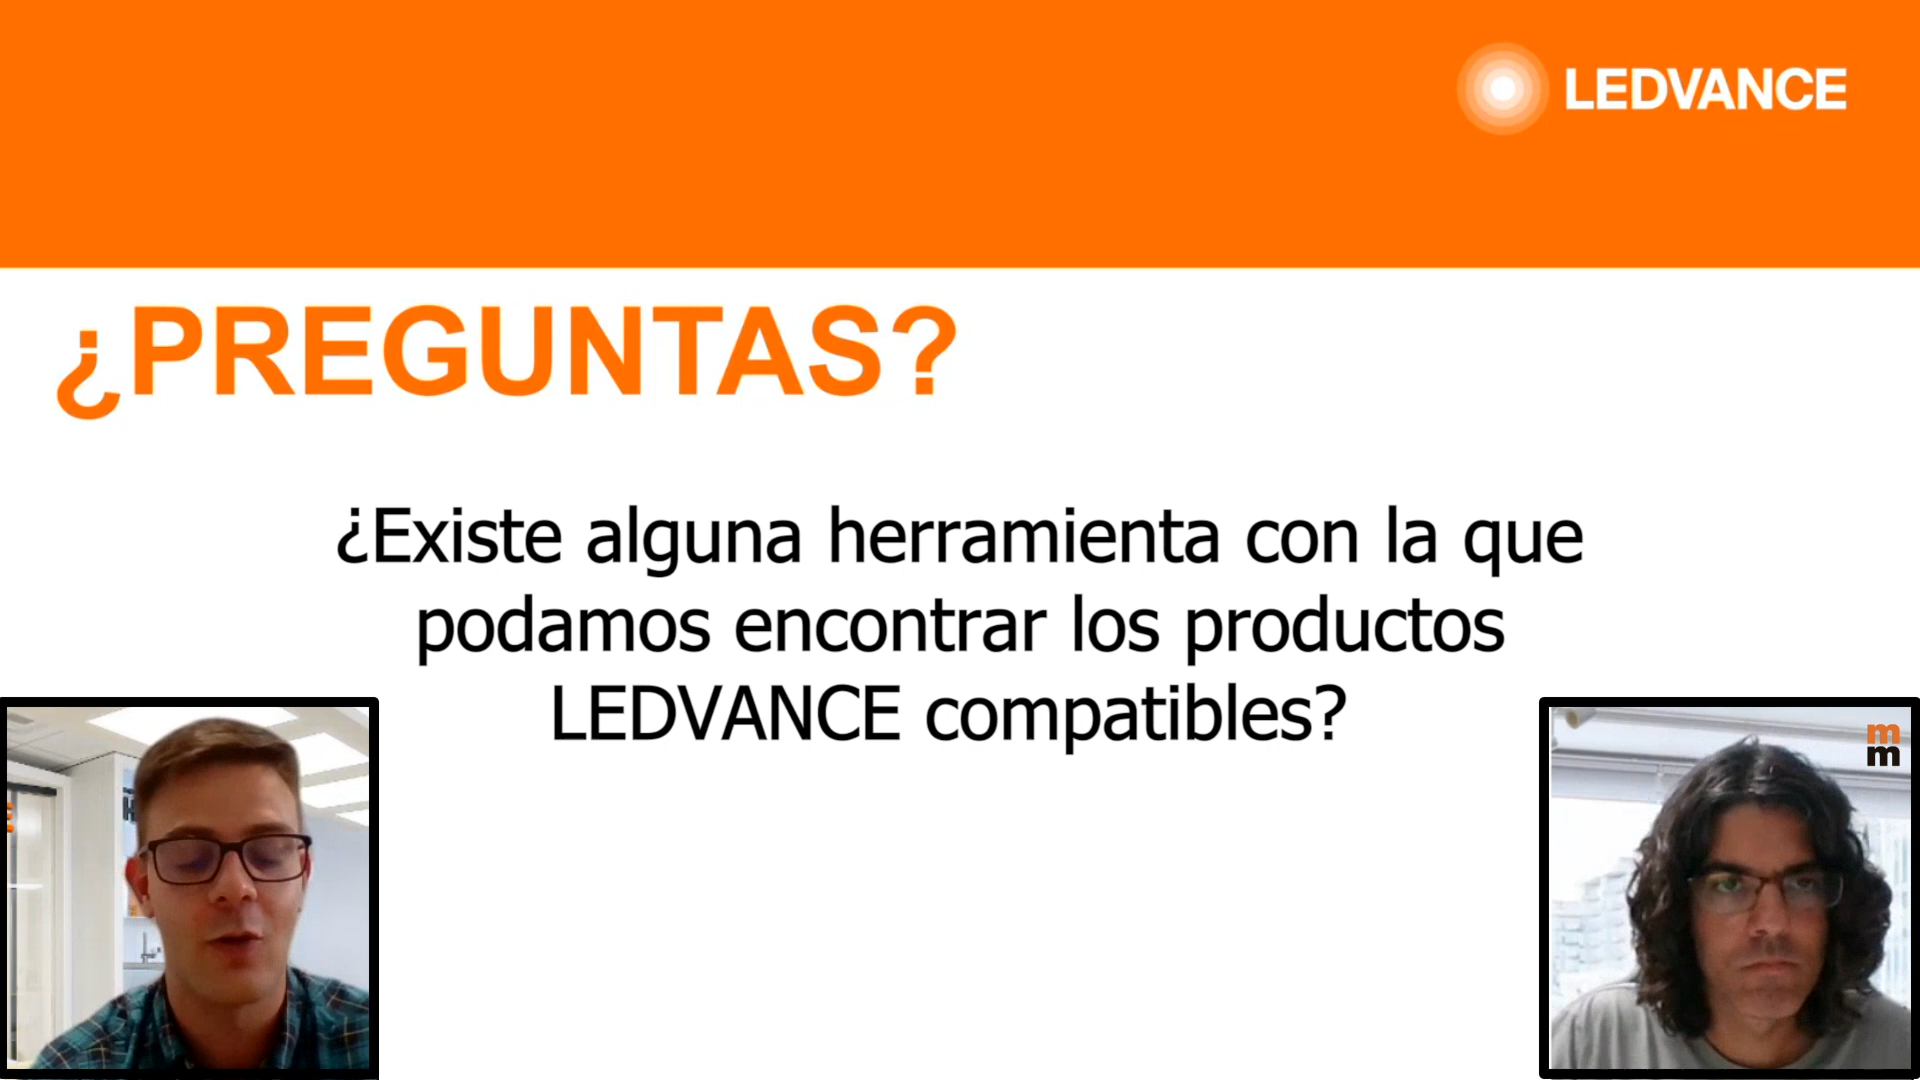 LEDVANCE
¿PREGUNTAS?
¿Existe alguna herramienta con la que
podamos encontrar los productos
LEDVANCE compatibles?
m
m